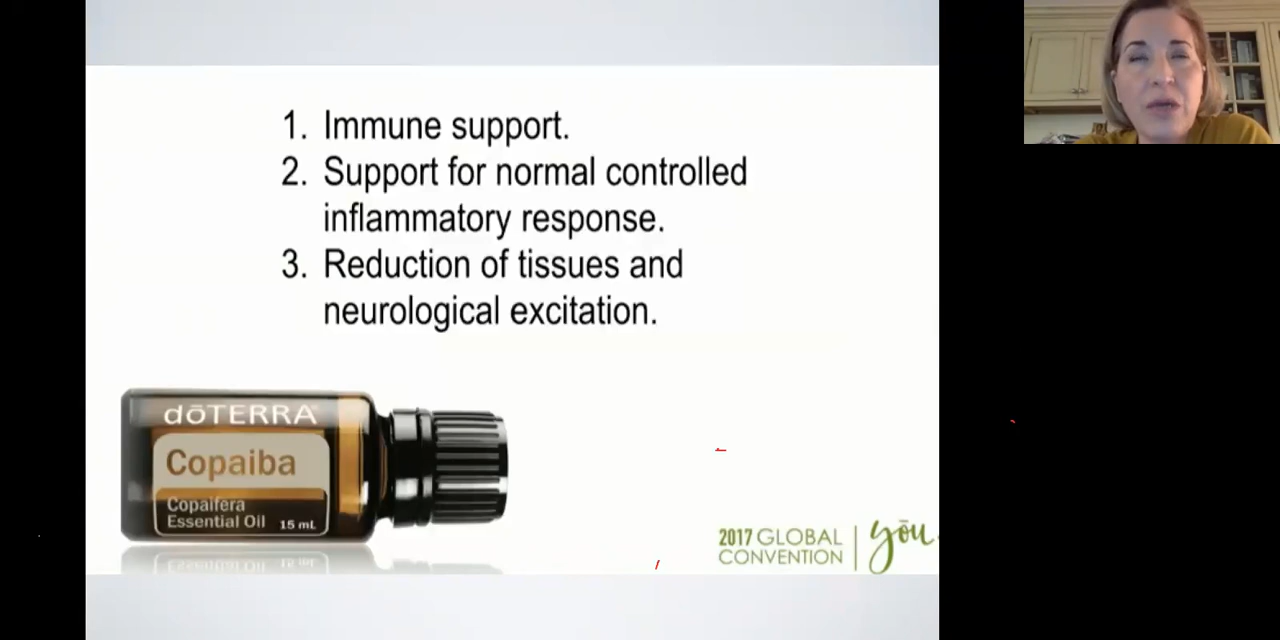 1. Immune support.
2. Support for normal controlled
inflammatory response.
3. Reduction of tissues and
neurological excitation.
dōTERRA
Copaiba
Copaifera
Essential Oil 15 mL
2017 GLOBAL
CONVENTION
yōu